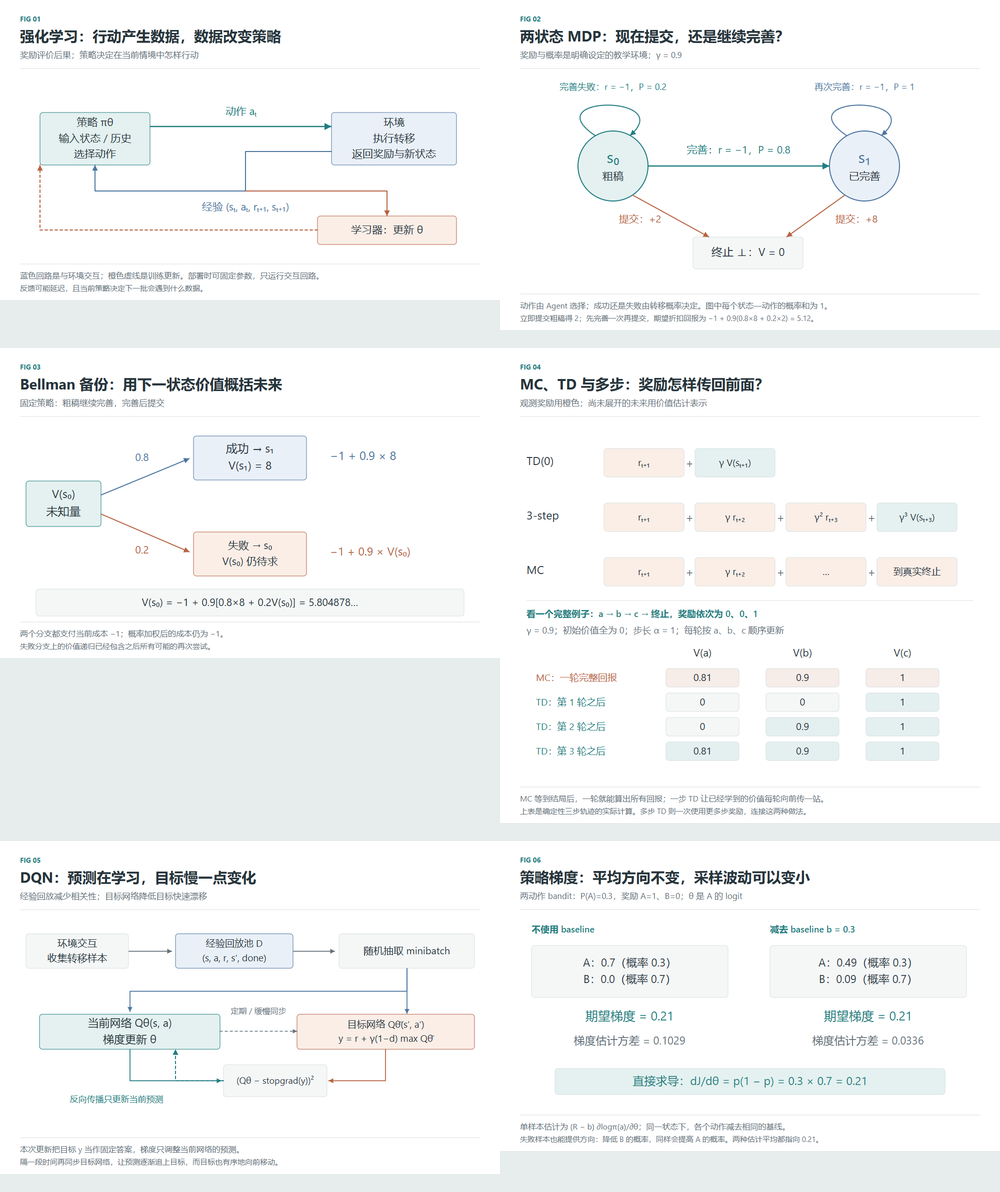 FIG 01
强化学习：行动产生数据，数据改变策略
奖励评价后果；策略决定在当前情境中怎样行动
策略 πθ
输入状态 / 历史
选择动作
动作 aₜ
环境
执行转移
返回奖励与新状态
经验 (sₜ, aₜ, rₜ₊₁, sₜ₊₁)
学习器：更新 θ
蓝色回路是与环境交互；橙色虚线是训练更新。部署时可固定参数，只运行交互回路。
反馈可能延迟，且当前策略决定下一批会遇到什么数据。
FIG 02
两状态 MDP：现在提交，还是继续完善？
奖励与概率是明确设定的教学环境；γ = 0.9
完善失败：r = −1，P = 0.2
再次完善：r = −1，P = 1
s₀
粗稿
完善：r = −1，P = 0.8
s₁
已完善
提交：+2
提交：+8
终止 ⊥：V = 0
动作由 Agent 选择；成功还是失败由转移概率决定。图中每个状态—动作的概率和为 1。
立即提交粗稿得 2；先完善一次再提交，期望折扣回报为 −1 + 0.9(0.8×8 + 0.2×2) = 5.12。
FIG 03
Bellman 备份：用下一状态价值概括未来
固定策略：粗稿继续完善，完善后提交
V(s₀)
未知量
0.8
成功 → s₁
V(s₁) = 8
−1 + 0.9 × 8
0.2
失败 → s₀
V(s₀) 仍待求
−1 + 0.9 × V(s₀)
V(s₀) = −1 + 0.9[0.8×8 + 0.2V(s₀)] = 5.804878…
两个分支都支付当前成本 −1；概率加权后的成本仍为 −1。
失败分支上的价值递归已经包含之后所有可能的再次尝试。
FIG 04
MC、TD 与多步：奖励怎样传回前面？
观测奖励用橙色；尚未展开的未来用价值估计表示
TD(0)
rₜ₊₁ + γ V(sₜ₊₁)
3-step
rₜ₊₁ + γ rₜ₊₂ + γ² rₜ₊₃ + γ³ V(sₜ₊₃)
MC
rₜ₊₁ + γ rₜ₊₂ + … + 到真实终止
看一个完整例子：a → b → c → 终止，奖励依次为 0、0、1
γ = 0.9；初始价值全为 0；步长 α = 1；每轮按 a、b、c 顺序更新
V(a) V(b) V(c)
MC：一轮完整回报 0.81 0.9 1
TD：第 1 轮之后 0 0 1
TD：第 2 轮之后 0 0.9 1
TD：第 3 轮之后 0.81 0.9 1
MC 等到结局后，一轮就能算出所有回报；一步 TD 让已经学到的价值每轮向前传一站。
上表是确定性三步轨迹的实际计算。多步 TD 则一次使用更多步奖励，连接这两种做法。
FIG 05
DQN：预测在学习，目标慢一点变化
经验回放减少相关性；目标网络降低目标快速漂移
环境交互
收集转移样本
经验回放池 D
(s, a, r, s′, done)
随机抽取 minibatch
定期 / 缓慢同步
当前网络 Qθ(s, a)
梯度更新 θ
目标网络 Qθ̄(s′, a′)
y = r + γ(1−d) max Qθ̄
(Qθ − stopgrad(y))²
反向传播只更新当前预测
本次更新把目标 y 当作固定答案，梯度只调整当前网络的预测。
隔一段时间再同步目标网络，让预测逐渐追上目标，而目标也有序地向前移动。
FIG 06
策略梯度：平均方向不变，采样波动可以变小
两动作 bandit：P(A)=0.3，奖励 A=1、B=0；θ 是 A 的 logit
不使用 baseline
A：0.7（概率 0.3）
B：0.0（概率 0.7）
期望梯度 = 0.21
梯度估计方差 = 0.1029
减去 baseline b = 0.3
A：0.49（概率 0.3）
B：0.09（概率 0.7）
期望梯度 = 0.21
梯度估计方差 = 0.0336
直接求导：dJ/dθ = p(1 − p) = 0.3 × 0.7 = 0.21
单样本估计为 (R − b) ∂logπ(a)/∂θ；同一状态下，各个动作减去相同的基线。
失败样本也能提供方向：降低 B 的概率，同样会提高 A 的概率。两种估计平均都指向 0.21。